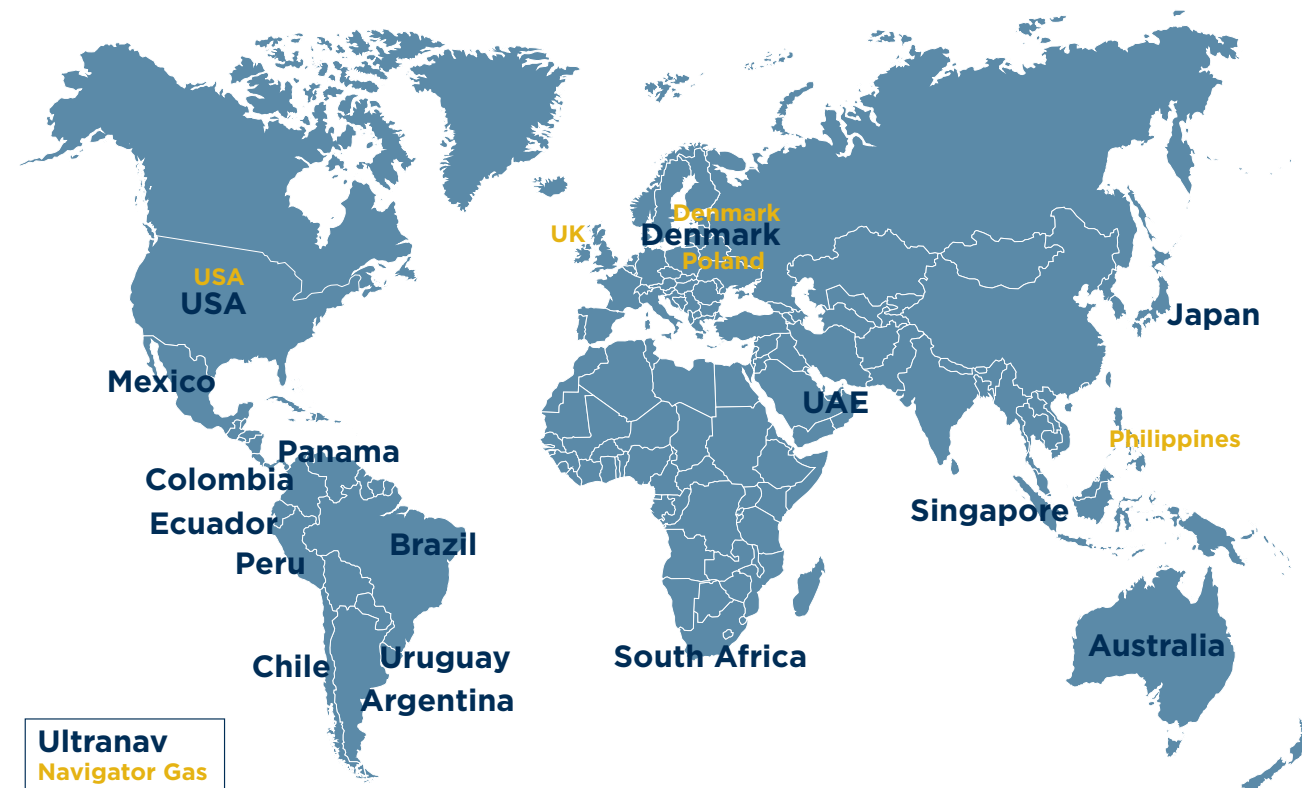 Denmark
UK
Denmark
Poland
USA
USA
Japan
Mexico
UAE
Philippines
Panama
Colombia
Singapore
Ecuador
Brazil
Peru
Australia
South Africa
Uruguay
Chile
Argentina
Ultranav
Navigator Gas